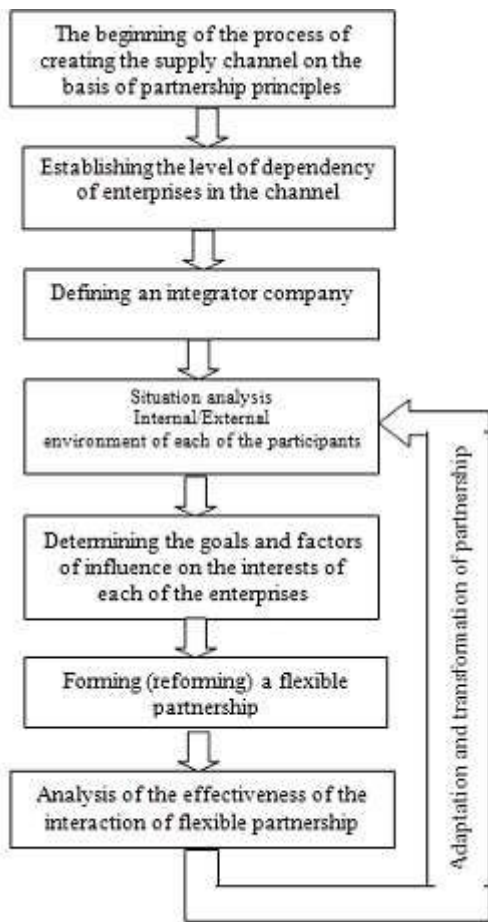 The beginning of the process of
creating the supply channel on the
basis of partnership principles
Establishing the level of dependency
of enterprises in the channel
Defining an integrator company
Situation analysis
Internal/External
environment of each of the participants
Determining the goals and factors
of influence on the interests of
each of the enterprises
Forming (reforming) a flexible
partnership
Analysis of the effectiveness of the
interaction of flexible partnership
Adaptation and transformation of partnership